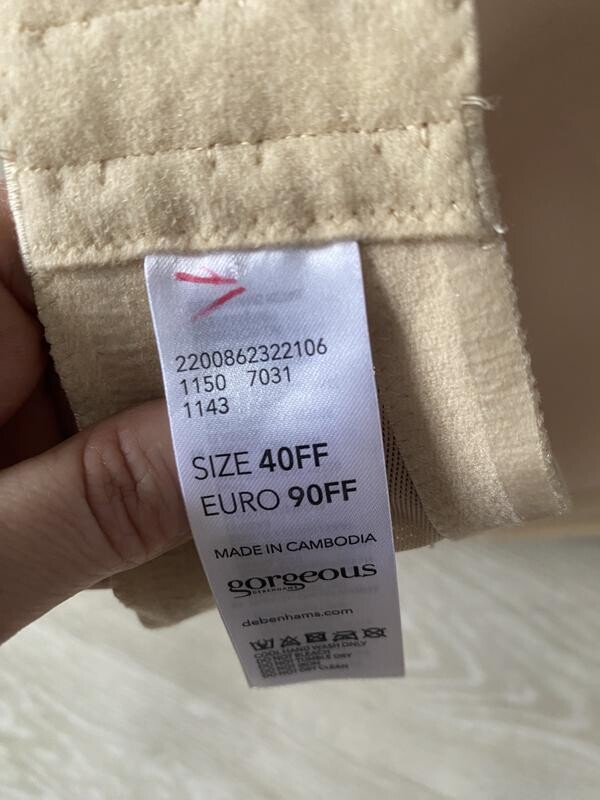 2200862322106
1150 7031
1143
SIZE 40FF
EURO 90FF
MADE IN CAMBODIA
gorgeous
DEBENHAMS
debenhams.com
COOL HAND WASH ONLY
DO NOT BLEACH
DO NOT TUMBLE DRY
DO NOT IRON
DO NOT DRY CLEAN